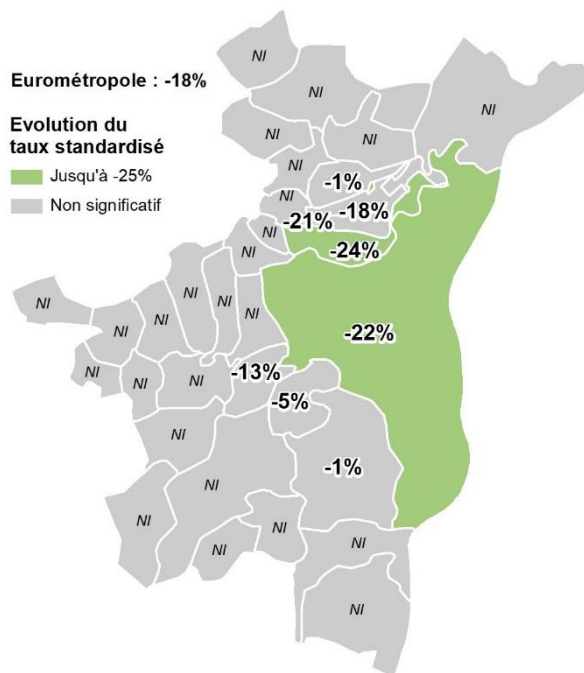 NI
NI
NI
Eurométropole : -18%
Evolution du
taux standardisé
Jusqu'à -25%
Non significatif
NI
NI
NI
-1%
NI
-18%
-21%
NI
-24%
NI
NI
NI
NI
NI
NI
NI
-22%
NI
NI
NI
NI
-13%
-5%
NI
-1%
NI
NI
NI
NI
NI
NI